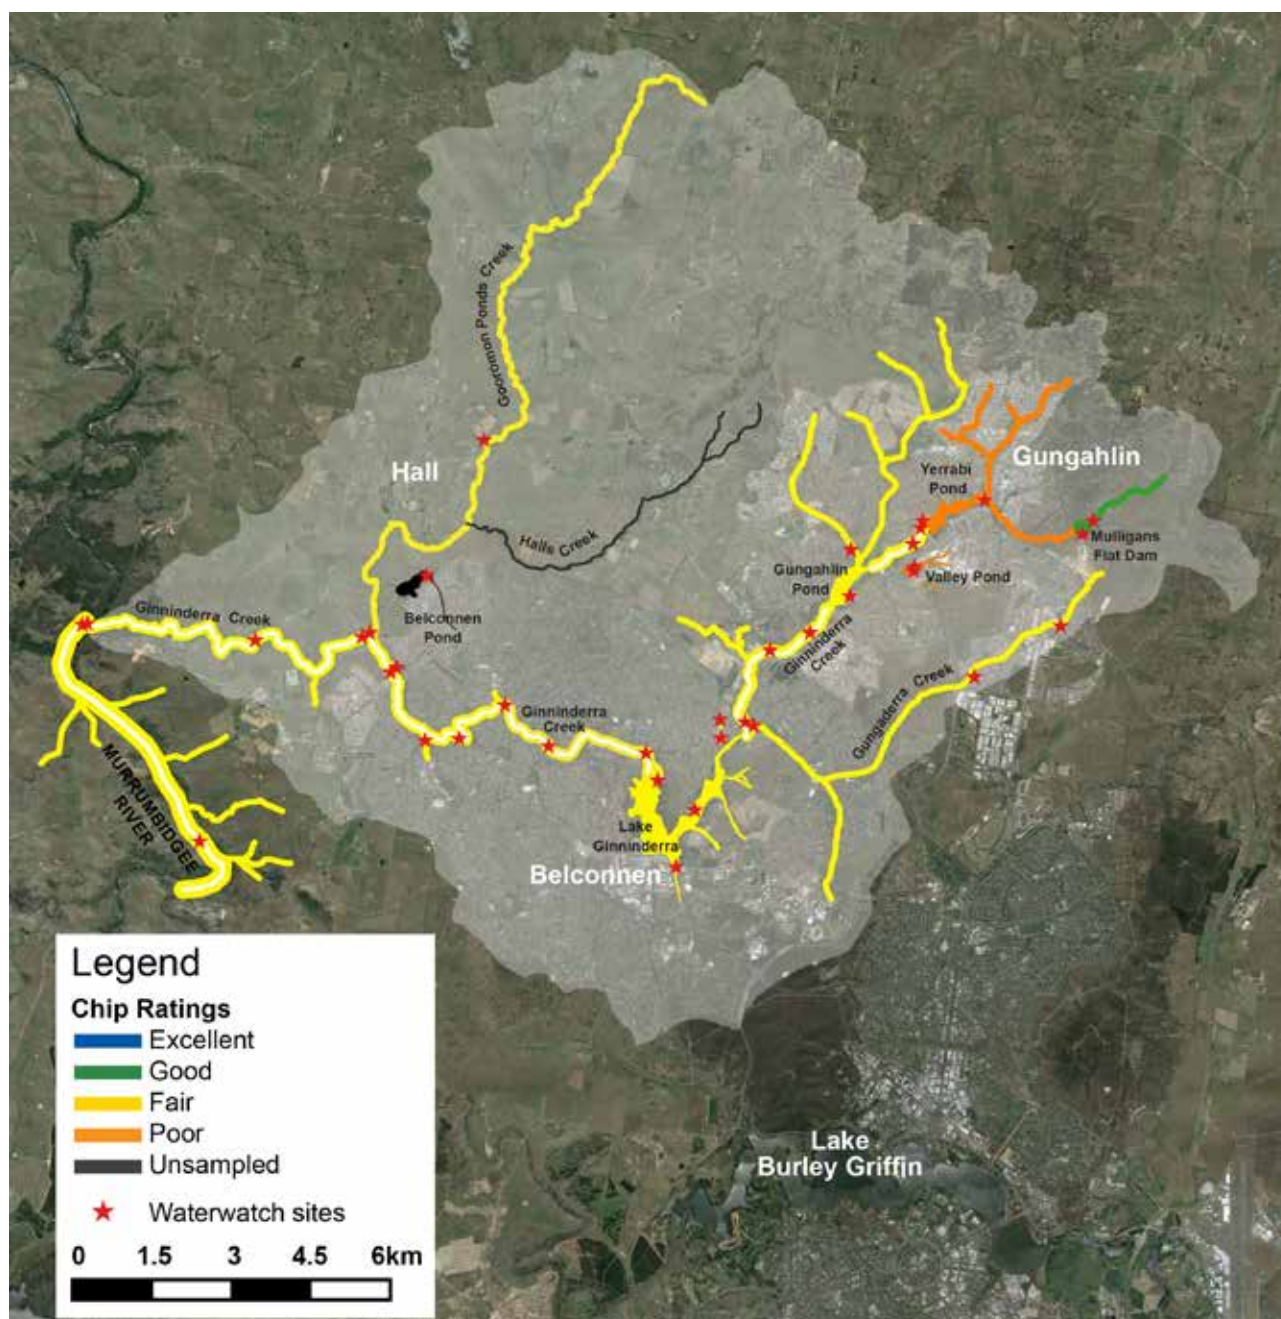 Gooromon Ponds Creek
Hall
Gungahlin
Yerrabi
Pond
Halls Creek
Mulligans
Flat Dam
Gungahlin
Pond
Valley Pond
Belconnen
Pond
Ginninderra Creek
Ginninderra
Creek
Gungaderra Creek
Ginninderra
Creek
MURRUMBIDGEE
RIVER
Lake
Ginninderra
Belconnen
Legend
Chip Ratings
Excellent
Good
Fair
Poor
Unsampled
Waterwatch sites
0 1.5 3 4.5 6km
Lake
Burley Griffin